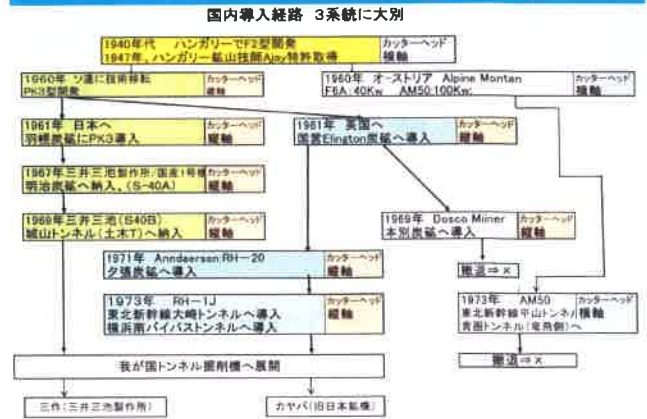 国内導入経路 3系統に大別
1940年代 ハンガリーでF2型開発
1947年、ハンガリー鉱山技師Ajoy特許取得
カッターヘッド
横軸
1960年 ソ連に技術移転
PK3型開発
カッターヘッド
縦軸
1960年 オーストリア Alpine Montan
F6A:40Kw AM50:100Kw:
カッターヘッド
横軸
1961年 日本へ
羽幌炭鉱にPK3導入
カッターヘッド
縦軸
1961年 英国へ
国営Elington炭鉱へ導入
カッターヘッド
縦軸
1967年三井三池製作所/国産1号機
明治炭鉱へ納入、(S-40A)
カッターヘッド
縦軸
1969年三井三池(S40B)
城山トンネル(土木T)へ納入
カッターヘッド
縦軸
1969年 Dosco Miner
本別炭鉱へ導入
カッターヘッド
縦軸
1971年 Anndaerson:RH-20
夕張炭鉱へ導入
カッターヘッド
縦軸
撤退⇒×
1973年 RH-1J
東北新幹線大崎トンネルへ導入
横浜南バイパストンネルへ導入
カッターヘッド
縦軸
1973年 AM50
東北新幹線平山トンネル
青函トンネル(竜飛側)へ
カッターヘッド
横軸
我が国トンネル掘削機へ展開
撤退⇒×
三作(三井三池製作所)
カヤバ(旧日本鉱機)